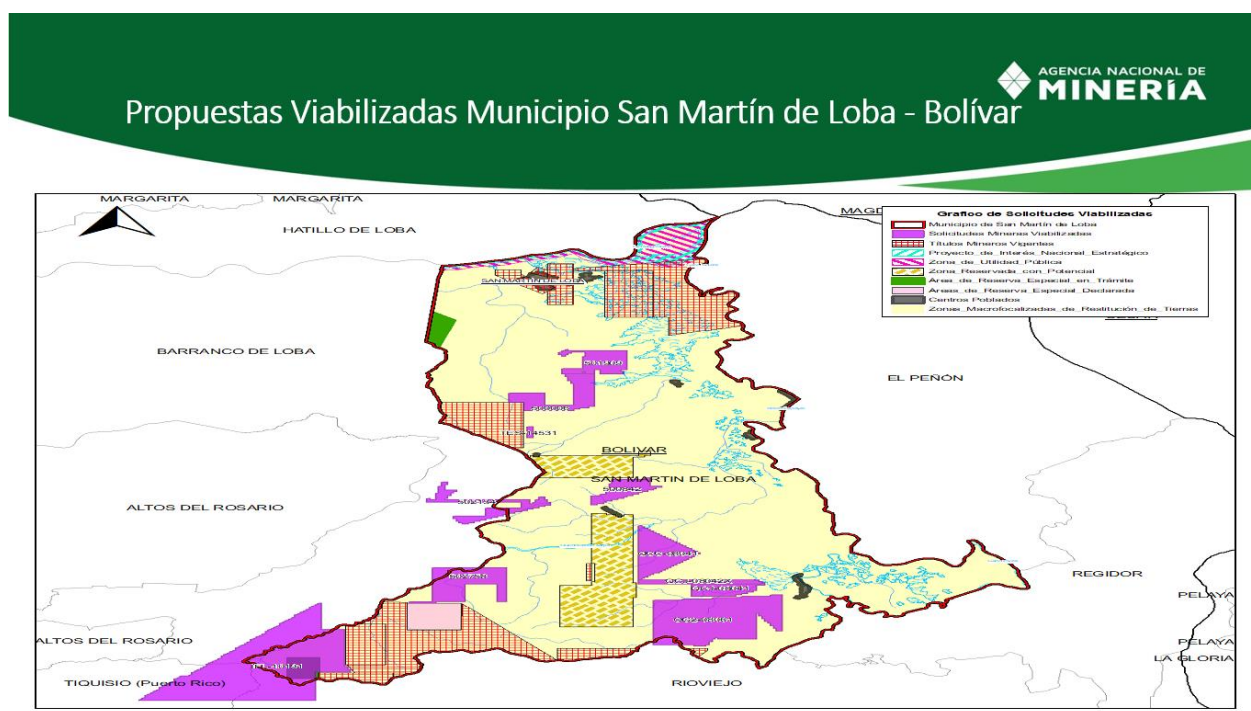 AGENCIA NACIONAL DE
MINERÍA
Propuestas Viabilizadas Municipio San Martín de Loba - Bolívar
MARGARITA
MARGARITA
HATILLO DE LOBA
Grafico de Solicitudes Viabilizadas
Municipio de San Martín de Loba
Solicitudes Mineras Viabilizadas
Títulos Mineros Vigentes
Proyecto_de_Interés_Nacional_Estratégico
Zona_de_Utilidad_Pública
Zona_Reservada_con_Potencial
Área_de_Reserva_Especial_en_Trámite
Áreas_de_Reserva_Especial_Declarada
Centros Poblados
Zonas_Macrofocalizadas_de_Restitución_de_Tierras
SAN MARTIN DE LOBA
BARRANCO DE LOBA
EL PEÑÓN
BOLIVAR
SAN MARTIN DE LOBA
ALTOS DEL ROSARIO
REGIDOR
PELAYA
ALTOS DEL ROSARIO
PELAYA
LA GLORIA
TIQUISIO (Puerto Rico)
RIOVIEJO